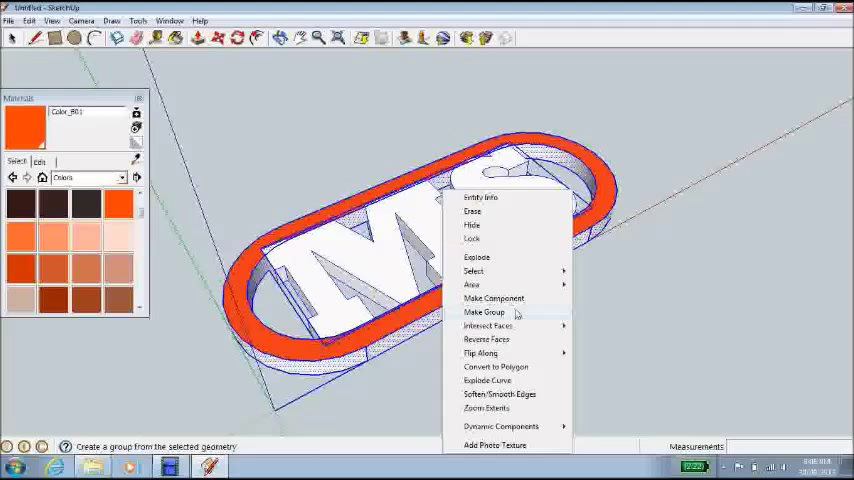 Untitled - SketchUp
File Edit View Camera Draw Tools Window Help
Materials
Color_B01
Select Edit
Colors
Entity Info
Erase
Hide
Lock
Explode
Select
Area
Make Component
Make Group
Intersect Faces
Reverse Faces
Flip Along
Convert to Polygon
Explode Curve
Soften/Smooth Edges
Zoom Extents
Dynamic Components
Add Photo Texture
Create a group from the selected geometry
Measurements